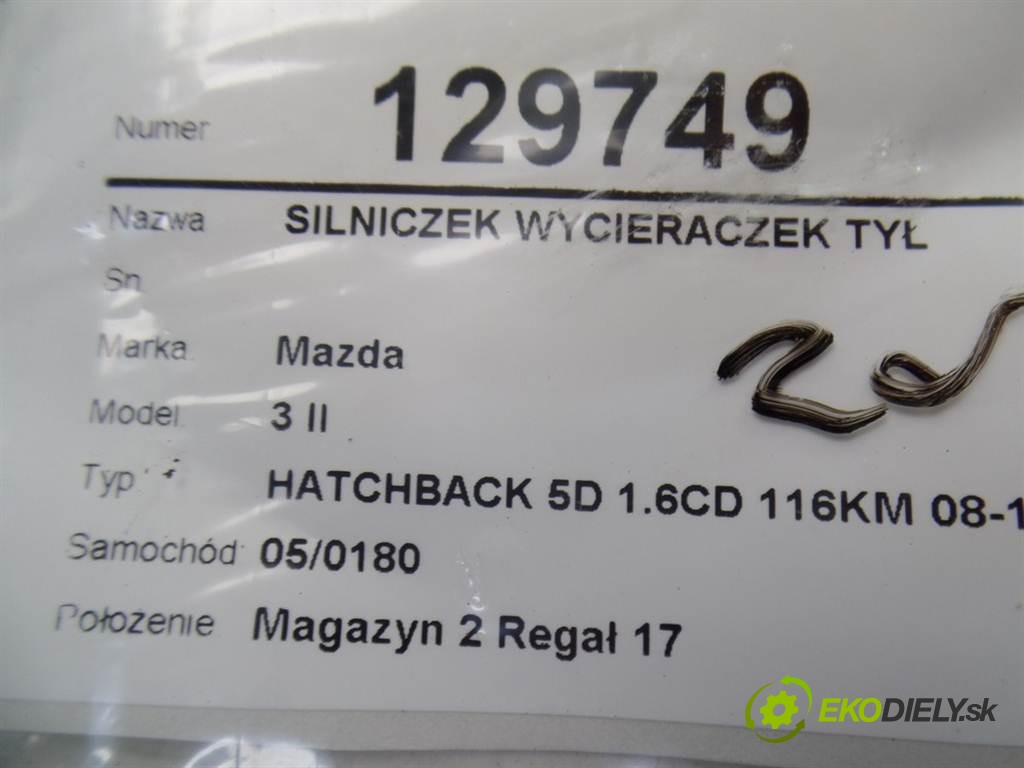 Numer 129749
Nazwa SILNICZEK WYCIERACZEK TYŁ
Sn
Marka Mazda
Model 3 II
Typ HATCHBACK 5D 1.6CD 116KM 08-1
Samochód 05/0180
Położenie Magazyn 2 Regał 17
EKODIELY.sk